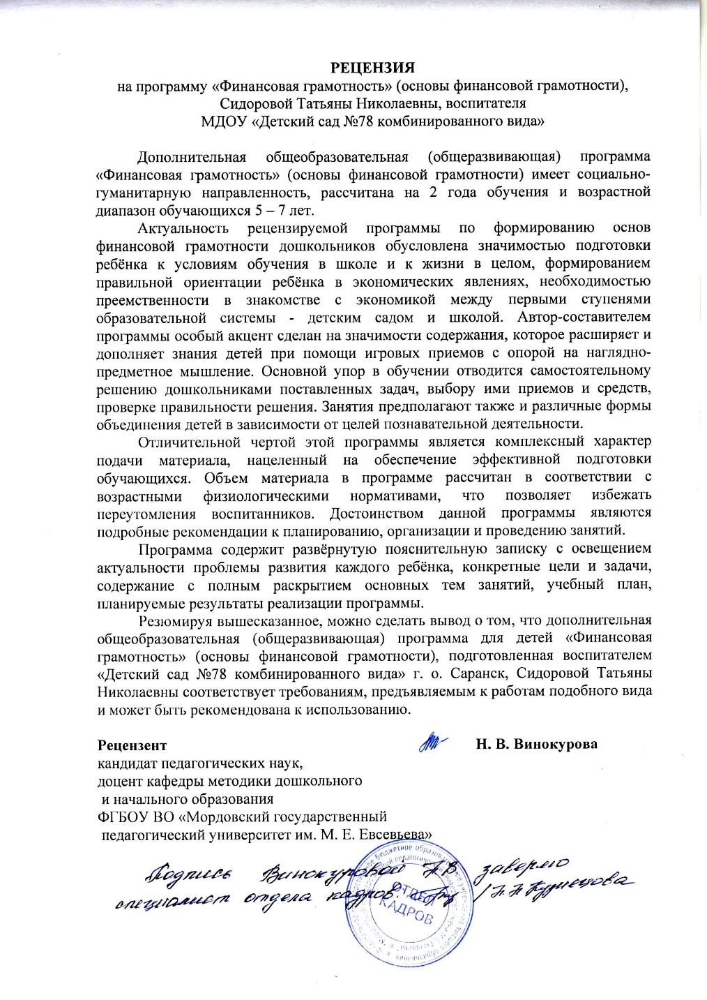 РЕЦЕНЗИЯ
на программу «Финансовая грамотность» (основы финансовой грамотности),
Сидоровой Татьяны Николаевны, воспитателя
МДОУ «Детский сад №78 комбинированного вида»
Дополнительная общеобразовательная (общеразвивающая) программа
«Финансовая грамотность» (основы финансовой грамотности) имеет социально-
гуманитарную направленность, рассчитана на 2 года обучения и возрастной
диапазон обучающихся 5 – 7 лет.
Актуальность рецензируемой программы по формированию основ
финансовой грамотности дошкольников обусловлена значимостью подготовки
ребёнка к условиям обучения в школе и к жизни в целом, формированием
правильной ориентации ребёнка в экономических явлениях, необходимостью
преемственности в знакомстве с экономикой между первыми ступенями
образовательной системы - детским садом и школой. Автор-составителем
программы особый акцент сделан на значимости содержания, которое расширяет и
дополняет знания детей при помощи игровых приемов с опорой на наглядно-
предметное мышление. Основной упор в обучении отводится самостоятельному
решению дошкольниками поставленных задач, выбору ими приемов и средств,
проверке правильности решения. Занятия предполагают также и различные формы
объединения детей в зависимости от целей познавательной деятельности.
Отличительной чертой этой программы является комплексный характер
подачи материала, нацеленный на обеспечение эффективной подготовки
обучающихся. Объем материала в программе рассчитан в соответствии с
возрастными физиологическими нормативами, что позволяет избежать
переутомления воспитанников. Достоинством данной программы являются
подробные рекомендации к планированию, организации и проведению занятий.
Программа содержит развёрнутую пояснительную записку с освещением
актуальности проблемы развития каждого ребёнка, конкретные цели и задачи,
содержание с полным раскрытием основных тем занятий, учебный план,
планируемые результаты реализации программы.
Резюмируя вышесказанное, можно сделать вывод о том, что дополнительная
общеобразовательная (общеразвивающая) программа для детей «Финансовая
грамотность» (основы финансовой грамотности), подготовленная воспитателем
«Детский сад №78 комбинированного вида» г. о. Саранск, Сидоровой Татьяны
Николаевны соответствует требованиям, предъявляемым к работам подобного вида
и может быть рекомендована к использованию.
Рецензент Н. В. Винокурова
кандидат педагогических наук,
доцент кафедры методики дошкольного
и начального образования
ФГБОУ ВО «Мордовский государственный
педагогический университет им. М. Е. Евсевьева»
Подпись Винокуровой Н.В заверяю
специалист отдела кадров: / Н. Н Кузнецова
ОТДЕЛ
КАДРОВ